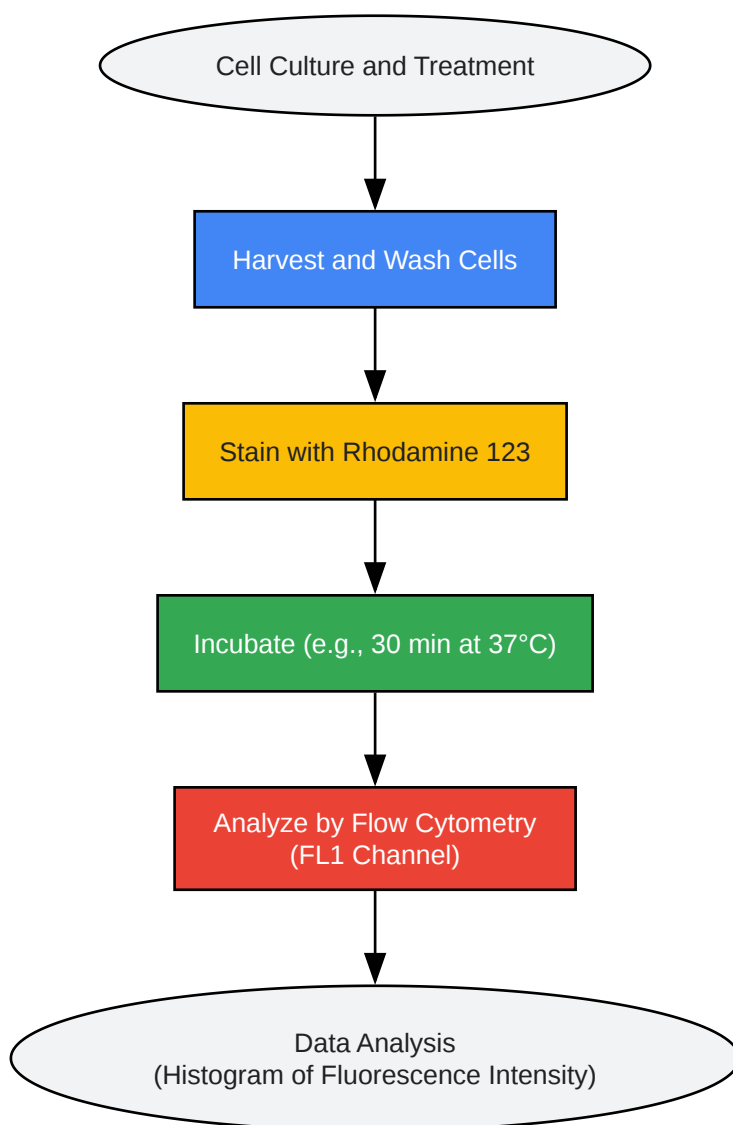 Cell Culture and Treatment
Harvest and Wash Cells
Stain with Rhodamine 123
Incubate (e.g., 30 min at 37°C)
Analyze by Flow Cytometry
(FL1 Channel)
Data Analysis
(Histogram of Fluorescence Intensity)